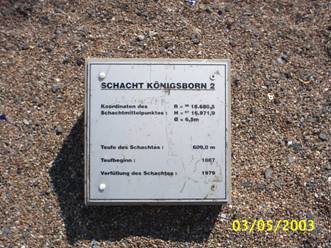 SCHACHT KÖNIGSBORN 2
Koordinaten des
Schachtmittelpunktes :
Teufe des Schachtes : 600,0 m
Teufbeginn : 1887
Verfüllung des Schachtes : 1979
03/05/2003